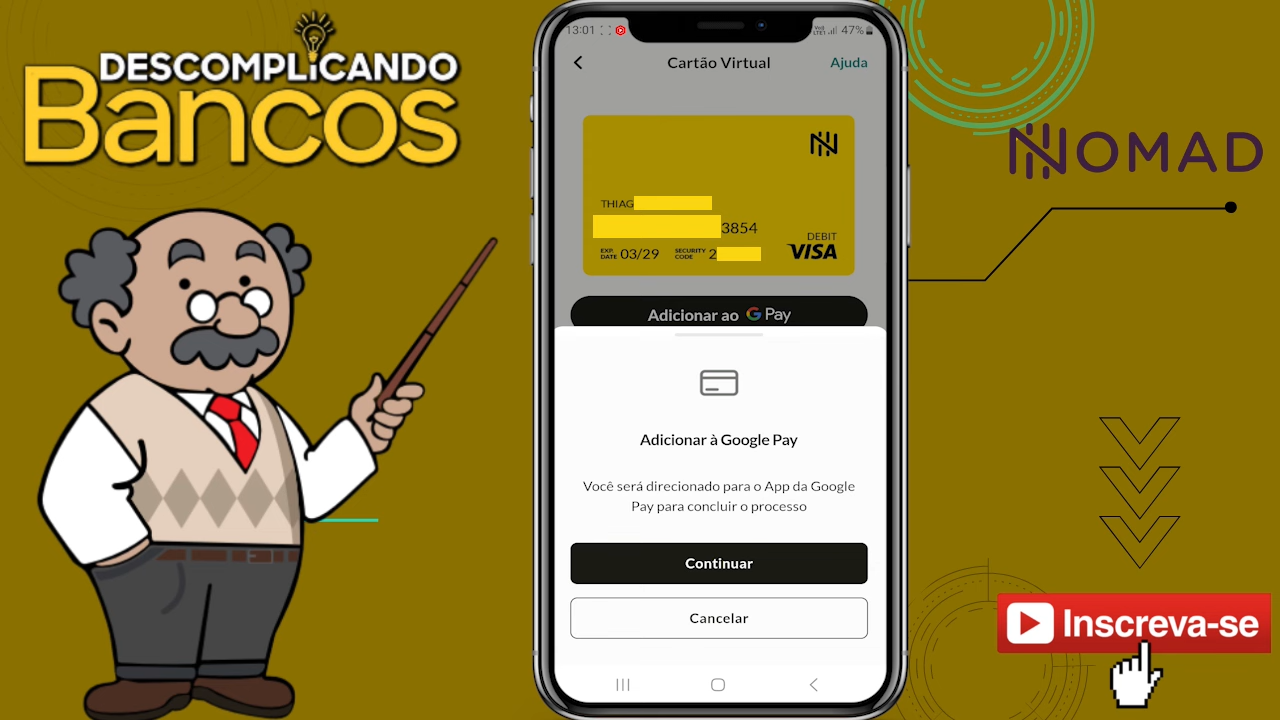 DESCOMPLiCANDO
Bancos
13:01
47%
Cartão Virtual
Ajuda
THIAG
3854
EXP. DATE 03/29 SECURITY CODE 2
DEBIT
VISA
Adicionar ao G Pay
Adicionar à Google Pay
Você será direcionado para o App da Google
Pay para concluir o processo
Continuar
Cancelar
NOMAD
Inscreva-se